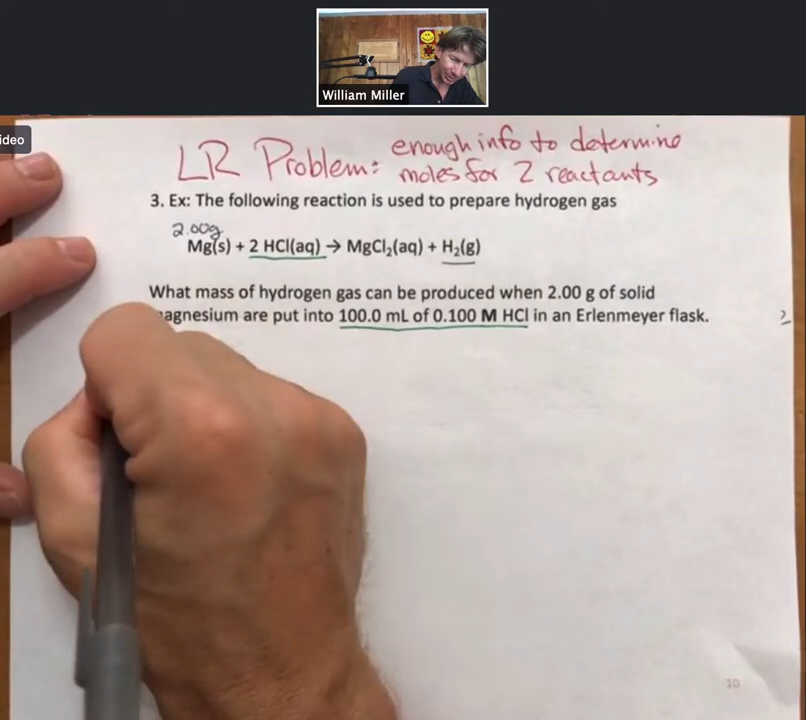 William Miller
ideo
LR Problem: enough info to determine
moles for 2 reactants
3. Ex: The following reaction is used to prepare hydrogen gas
2.00g
Mg(s) + 2 HCl(aq) → MgCl₂(aq) + H₂(g)
What mass of hydrogen gas can be produced when 2.00 g of solid
agnesium are put into 100.0 mL of 0.100 M HCl in an Erlenmeyer flask.
10